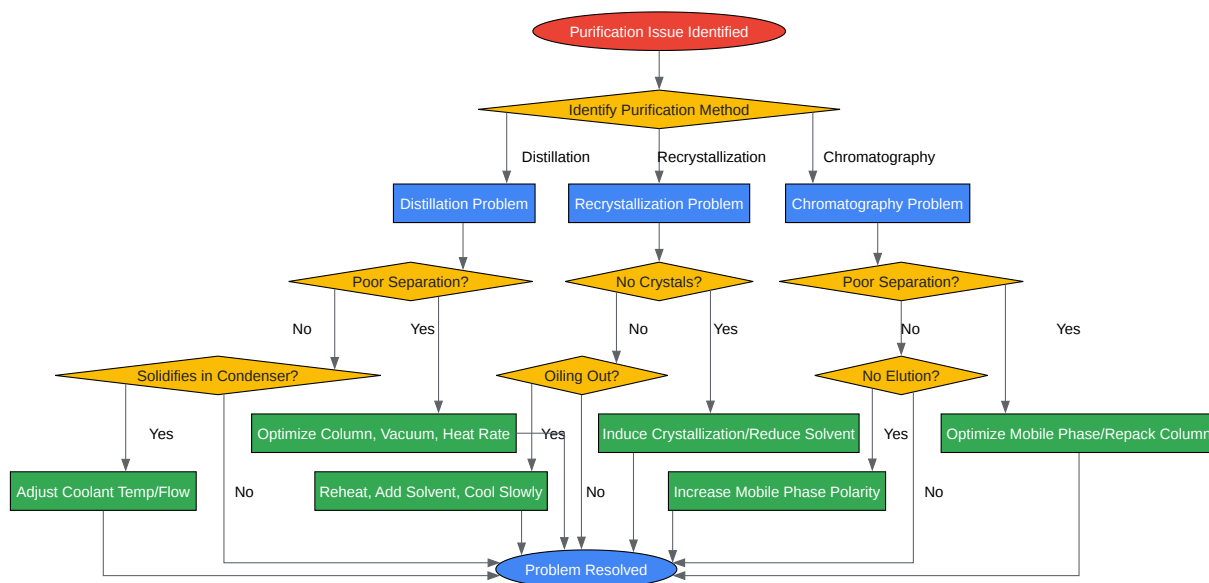 Purification Issue Identified
Identify Purification Method
Distillation
Recrystallization
Chromatography
Distillation Problem
Recrystallization Problem
Chromatography Problem
Poor Separation?
No Crystals?
Poor Separation?
No
Yes
No
Yes
No
Yes
Solidifies in Condenser?
Oiling Out?
No Elution?
Yes
Optimize Column, Vacuum, Heat Rate
Yes
Induce Crystallization/Reduce Solvent
Yes
Optimize Mobile Phase/Repack Column
Adjust Coolant Temp/Flow
No
Reheat, Add Solvent, Cool Slowly
No
Increase Mobile Phase Polarity
No
Problem Resolved